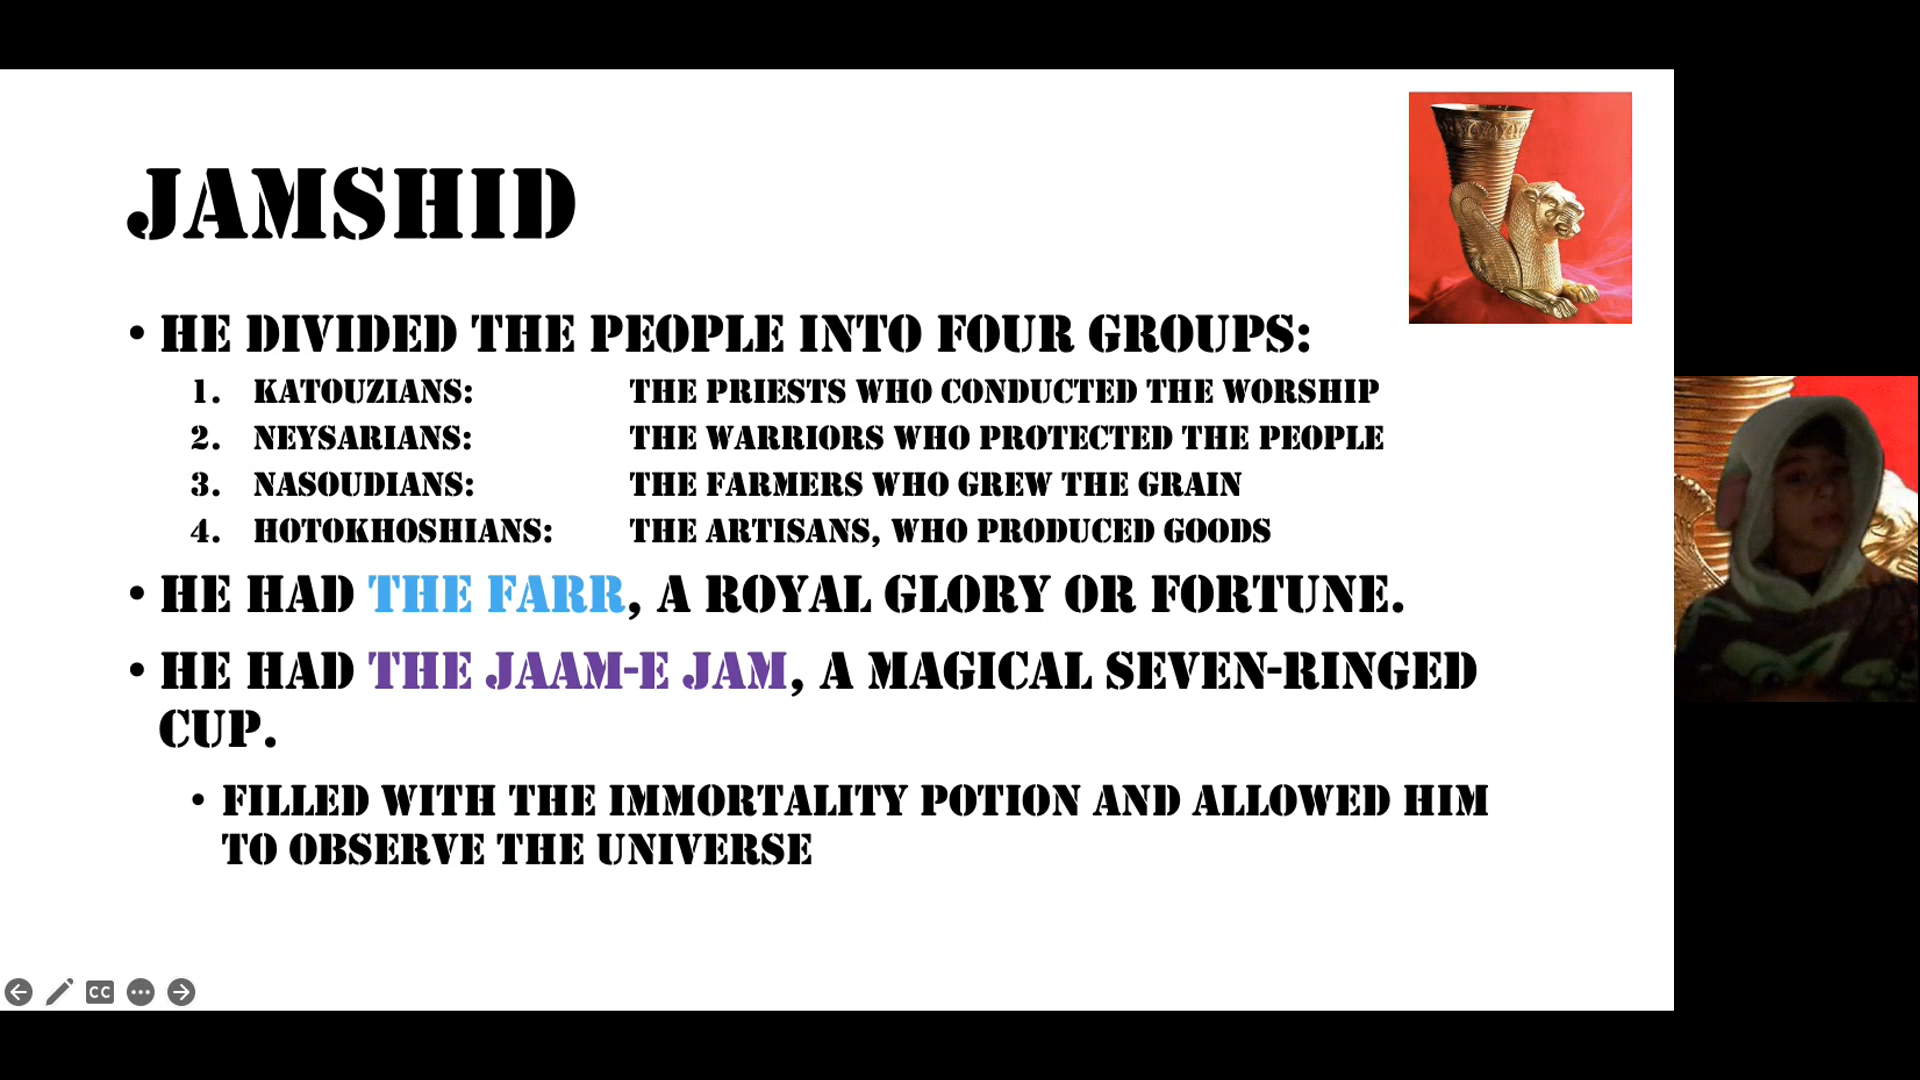 JAMSHID
• HE DIVIDED THE PEOPLE INTO FOUR GROUPS:
1. KATOUZIANS: THE PRIESTS WHO CONDUCTED THE WORSHIP
2. NEYSARIANS: THE WARRIORS WHO PROTECTED THE PEOPLE
3. NASOUDIANS: THE FARMERS WHO GREW THE GRAIN
4. HOTOKHOSHIANS: THE ARTISANS, WHO PRODUCED GOODS
• HE HAD THE FARR, A ROYAL GLORY OR FORTUNE.
• HE HAD THE JAAM-E JAM, A MAGICAL SEVEN-RINGED
CUP.
• FILLED WITH THE IMMORTALITY POTION AND ALLOWED HIM
TO OBSERVE THE UNIVERSE
CC